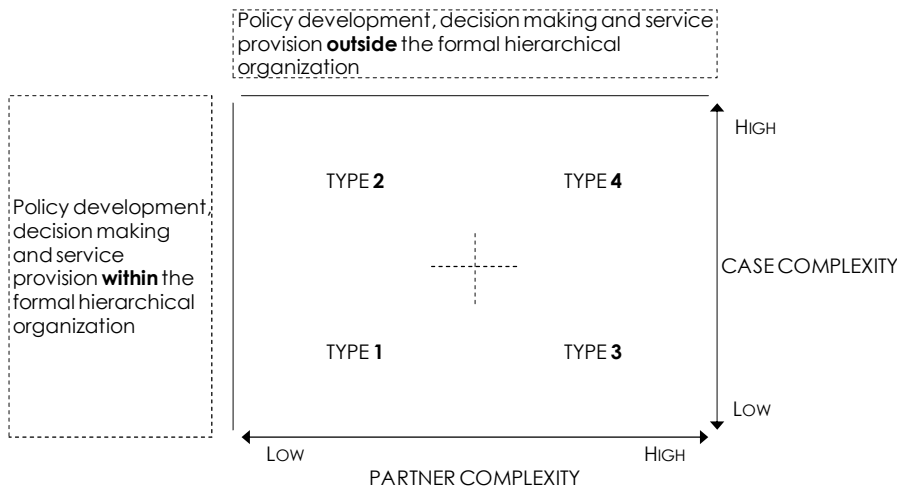 Policy development, decision making and service
provision outside the formal hierarchical
organization
HIGH
TYPE 2
TYPE 4
Policy development,
decision making
and service
provision within the
formal hierarchical
organization
CASE COMPLEXITY
TYPE 1
TYPE 3
LOW
LOW
HIGH
PARTNER COMPLEXITY